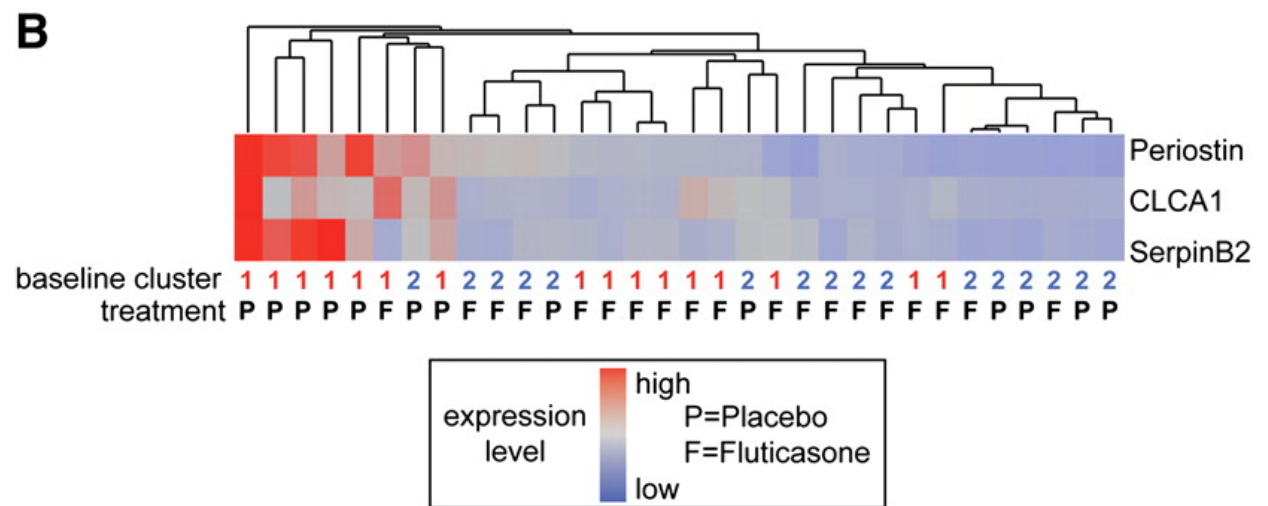 B
Periostin
CLCA1
SerpinB2
baseline cluster 1 1 1 1 1 1 2 1 2 2 2 2 1 1 1 1 1 1 2 1 2 2 2 2 1 1 2 2 2 2 2 2
treatment P P P P P F P P F F F P F F F F F F P F F F F F F F F P P F P P
expression level
high
P=Placebo
F=Fluticasone
low